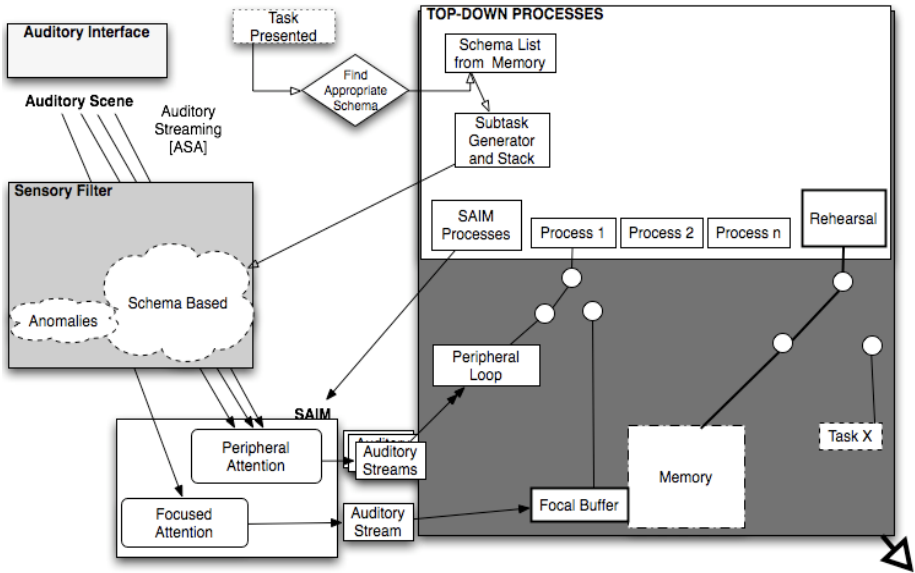 Auditory Interface
Task
Presented
TOP-DOWN PROCESSES
Schema List
from Memory
Find
Appropriate
Schema
Auditory Scene
Auditory
Streaming
[ASA]
Subtask
Generator
and Stack
Sensory Filter
SAIM
Processes
Process 1
Process 2
Process n
Rehearsal
Schema Based
Anomalies
Peripheral
Loop
SAIM
Peripheral
Attention
Auditory
Auditory
Streams
Task X
Memory
Focused
Attention
Auditory
Stream
Focal Buffer